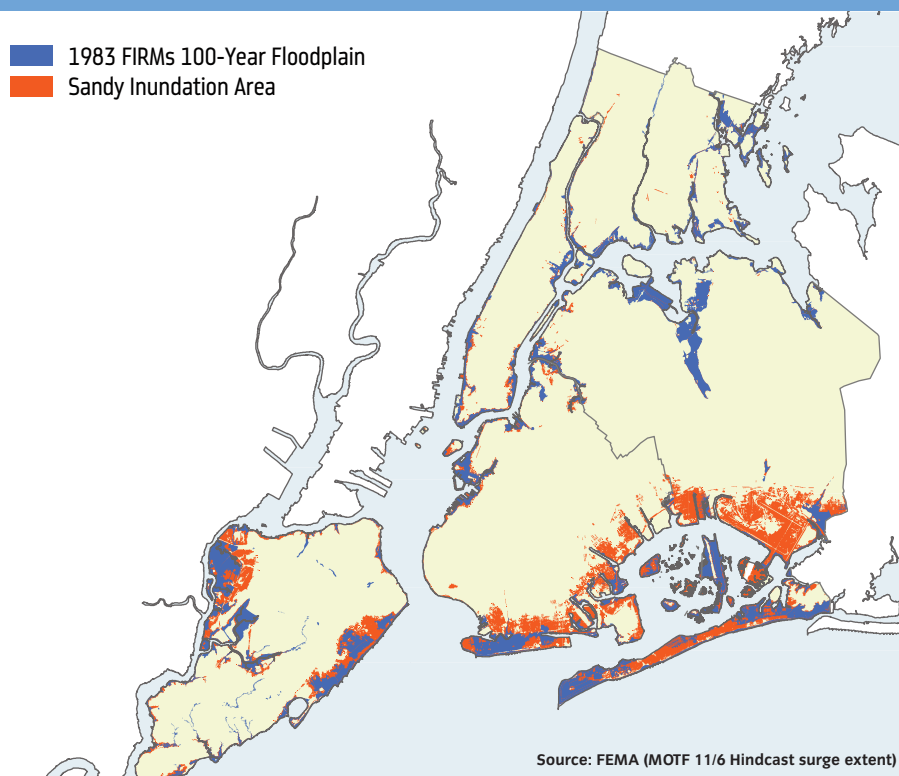 1983 FIRMs 100-Year Floodplain
Sandy Inundation Area
Source: FEMA (MOTF 11/6 Hindcast surge extent)